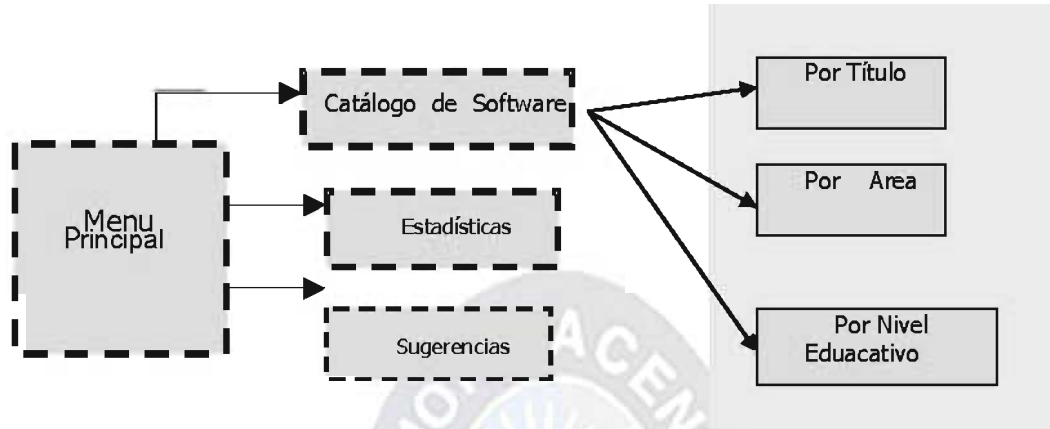 Menu
Principal
Catálogo de Software
Estadísticas
Sugerencias
Por Título
Por Area
Por Nivel
Eduacativo